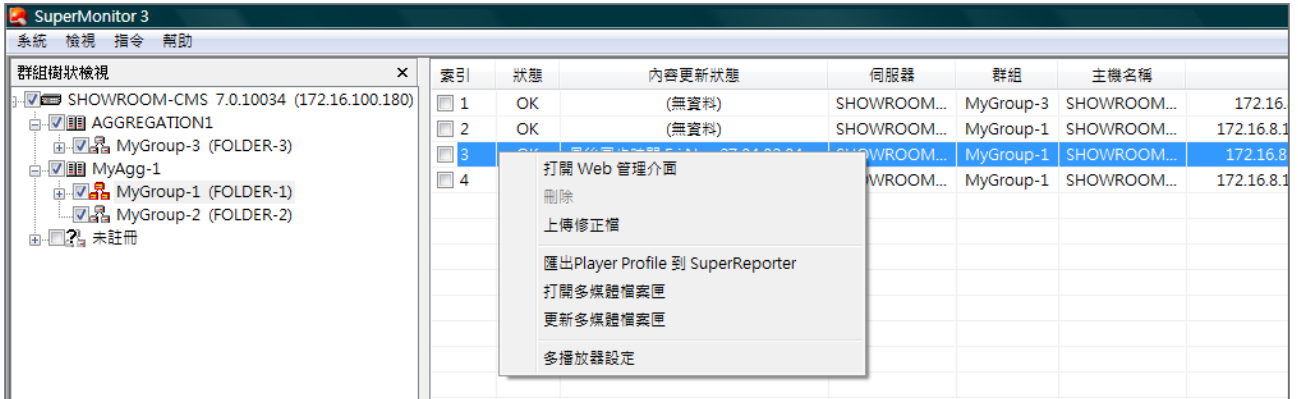 SuperMonitor 3
系統 檢視 指令 幫助
群組樹狀檢視
SHOWROOM-CMS 7.0.10034 (172.16.100.180)
AGGREGATION1
MyGroup-3 (FOLDER-3)
MyAgg-1
MyGroup-1 (FOLDER-1)
MyGroup-2 (FOLDER-2)
未註冊
索引 狀態 內容更新狀態 伺服器 群組 主機名稱
1 OK (無資料) SHOWROOM... MyGroup-3 SHOWROOM... 172.16.
2 OK (無資料) SHOWROOM... MyGroup-1 SHOWROOM... 172.16.8.1
3 OWROOM... MyGroup-1 SHOWROOM... 172.16.8
4 WROOM... MyGroup-1 SHOWROOM... 172.16.8.1
打開 Web 管理介面
刪除
上傳修正檔
匯出Player Profile 到 SuperReporter
打開多媒體檔案匣
更新多媒體檔案匣
多播放器設定